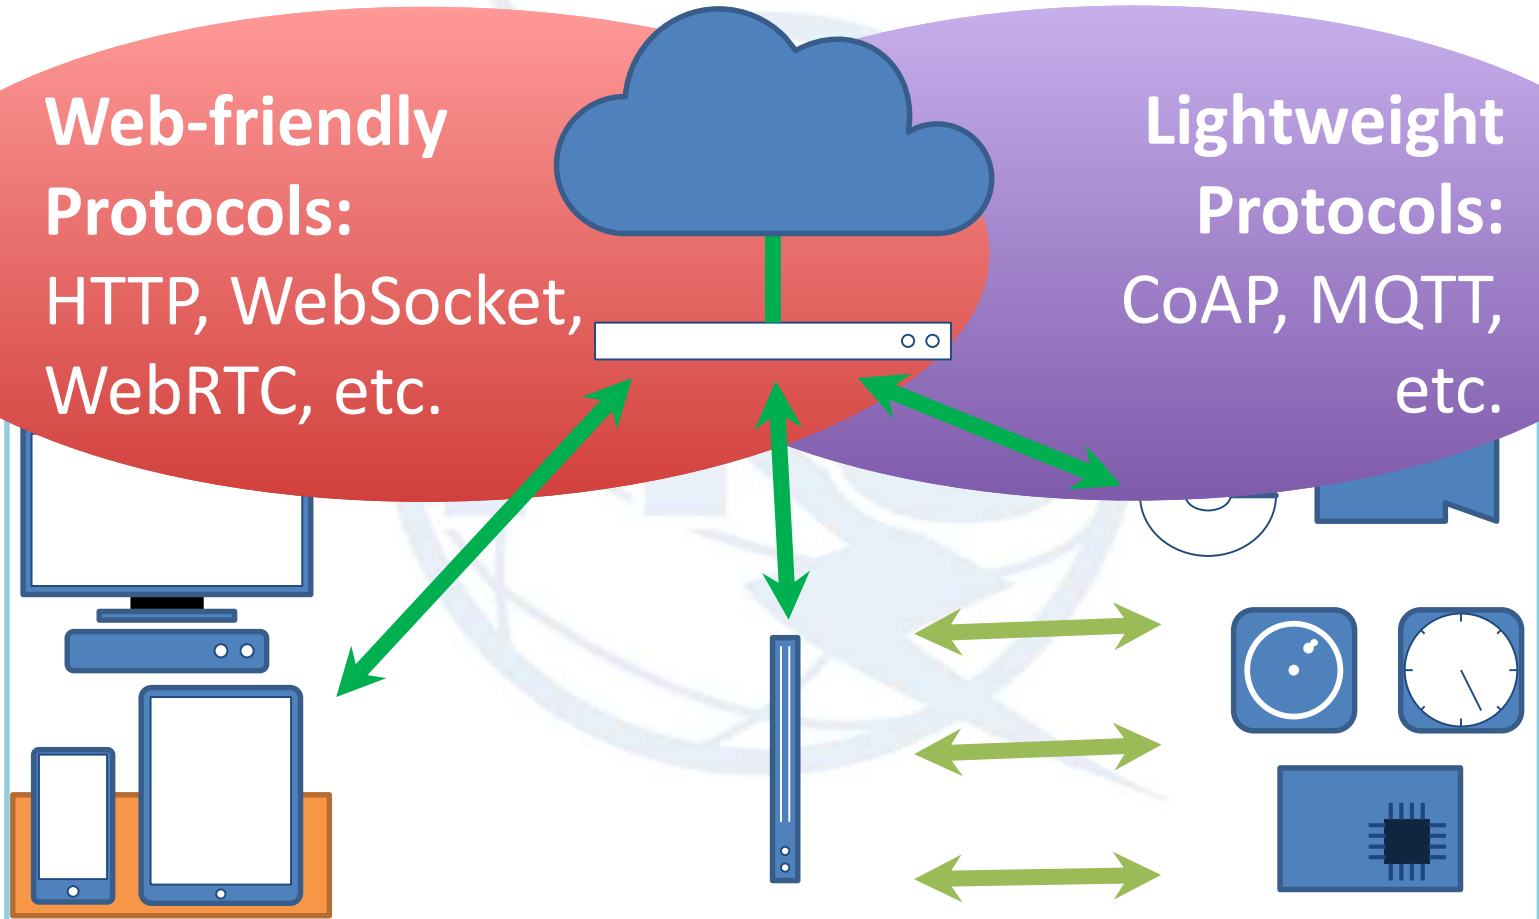 Web-friendly
Protocols:
HTTP, WebSocket,
WebRTC, etc.
Lightweight
Protocols:
CoAP, MQTT,
etc.